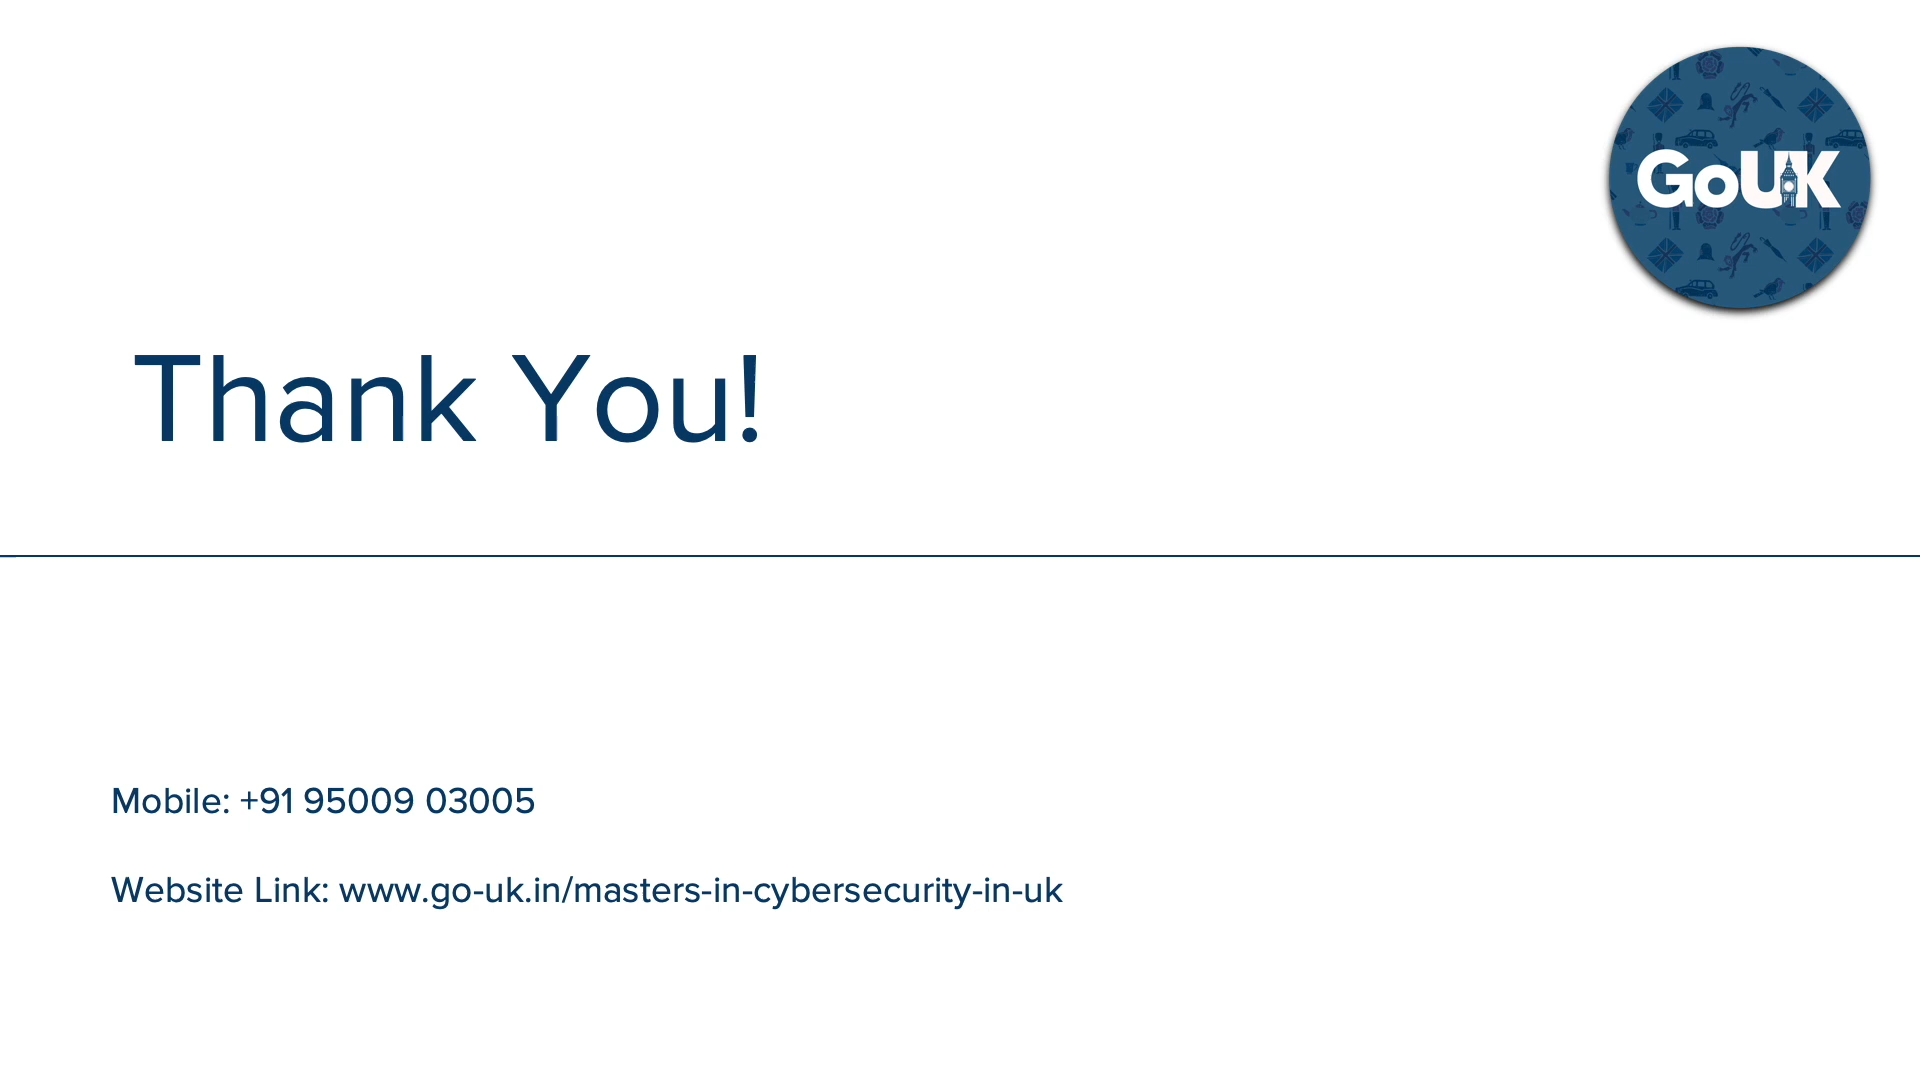 GoUK
Thank You!
Mobile: +91 95009 03005
Website Link: www.go-uk.in/masters-in-cybersecurity-in-uk